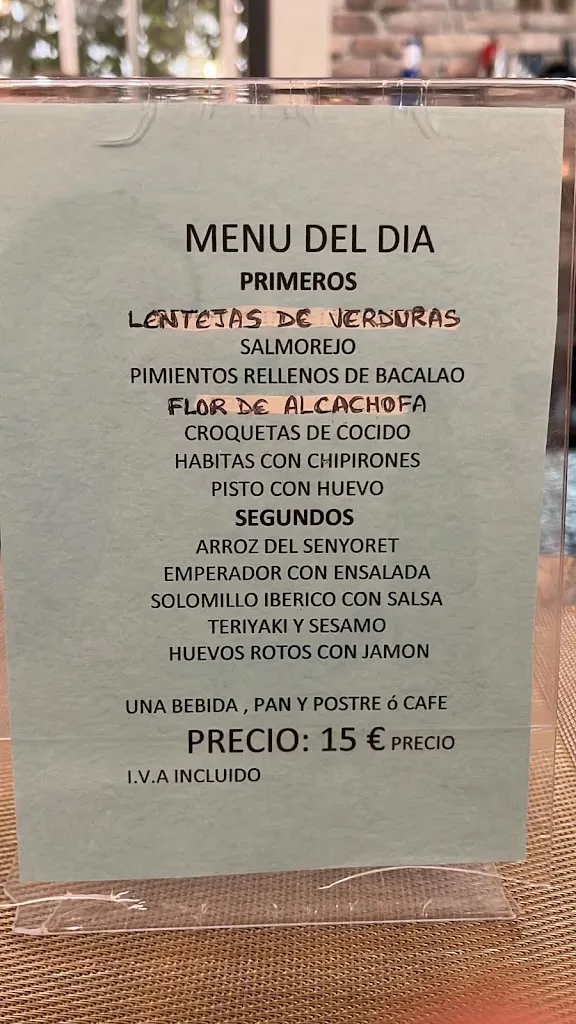 MENU DEL DIA
PRIMEROS
LENTEJAS DE VERDURAS
SALMOREJO
PIMIENTOS RELLENOS DE BACALAO
FLOR DE ALCACHOFA
CROQUETAS DE COCIDO
HABITAS CON CHIPIRONES
PISTO CON HUEVO
SEGUNDOS
ARROZ DEL SENYORET
EMPERADOR CON ENSALADA
SOLOMILLO IBERICO CON SALSA
TERIYAKI Y SESAMO
HUEVOS ROTOS CON JAMON
UNA BEBIDA , PAN Y POSTRE ó CAFE
PRECIO: 15 € PRECIO
I.V.A INCLUIDO